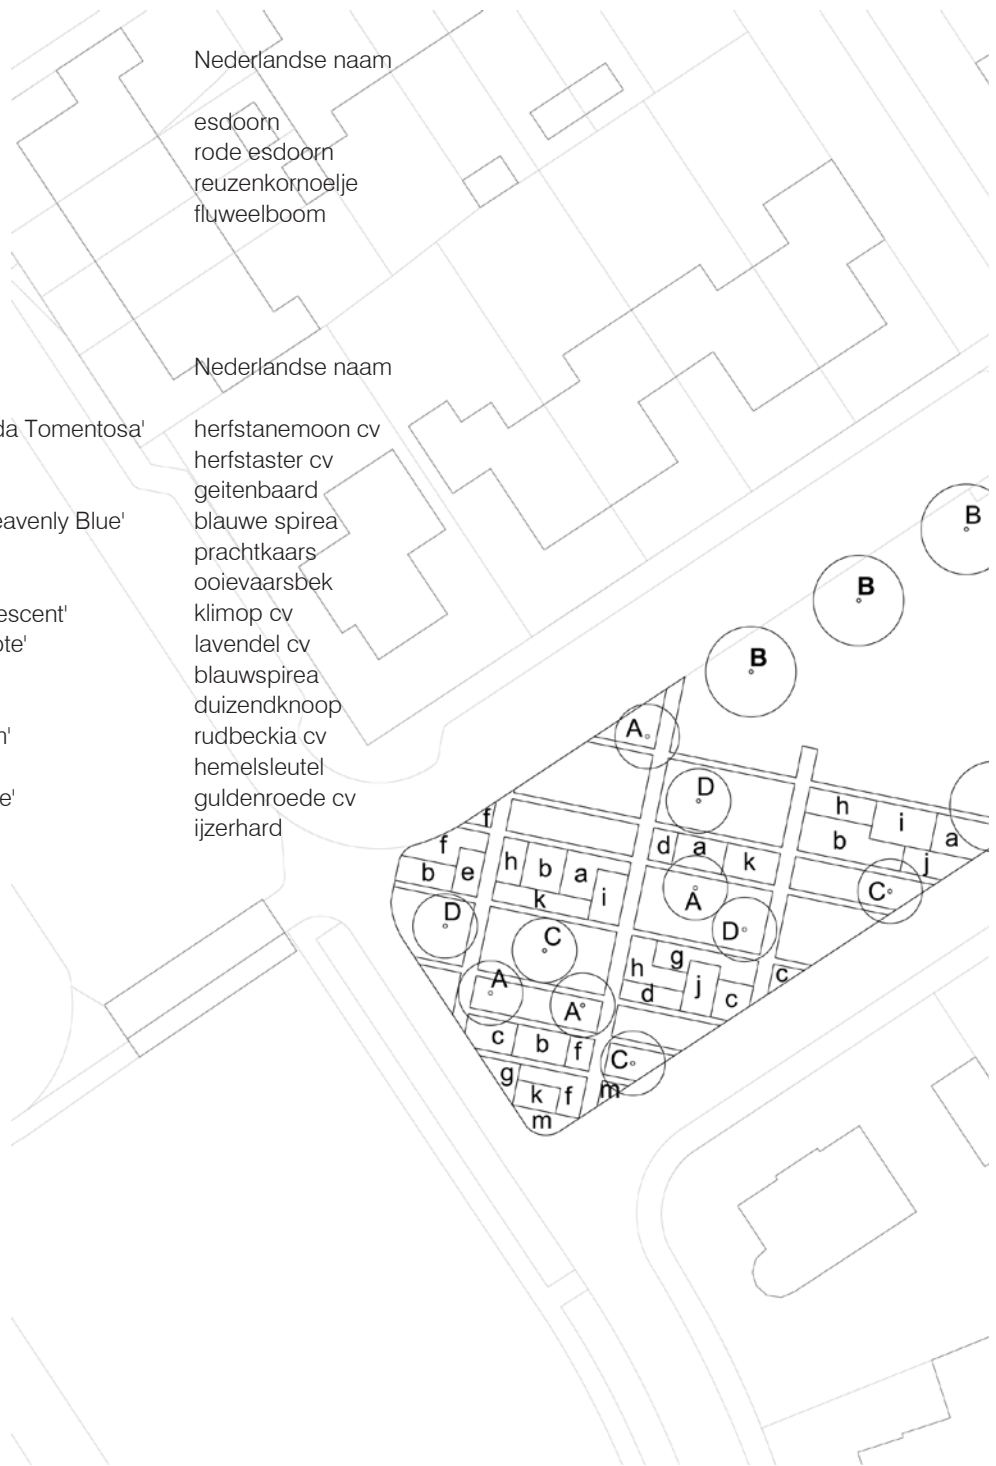 Nederlandse naam
esdoorn
rode esdoorn
reuzenkornoelje
fluweelboom
Nederlandse naam
da Tomentosa' herfstanemoon cv
herfstaster cv
geitenbaard
eavenly Blue' blauwe spirea
prachtkaars
ooievaarsbek
escent' klimop cv
ote' lavendel cv
blauwspirea
duizendknoop
n' rudbeckia cv
hemelsleutel
e' guldenroede cv
ijzerhard
B
B
B
A
D
h i
f b a
f d a k j
b e h b a i A C
k
D C D
h g c
A A d j c
c b f C
g k f m
m